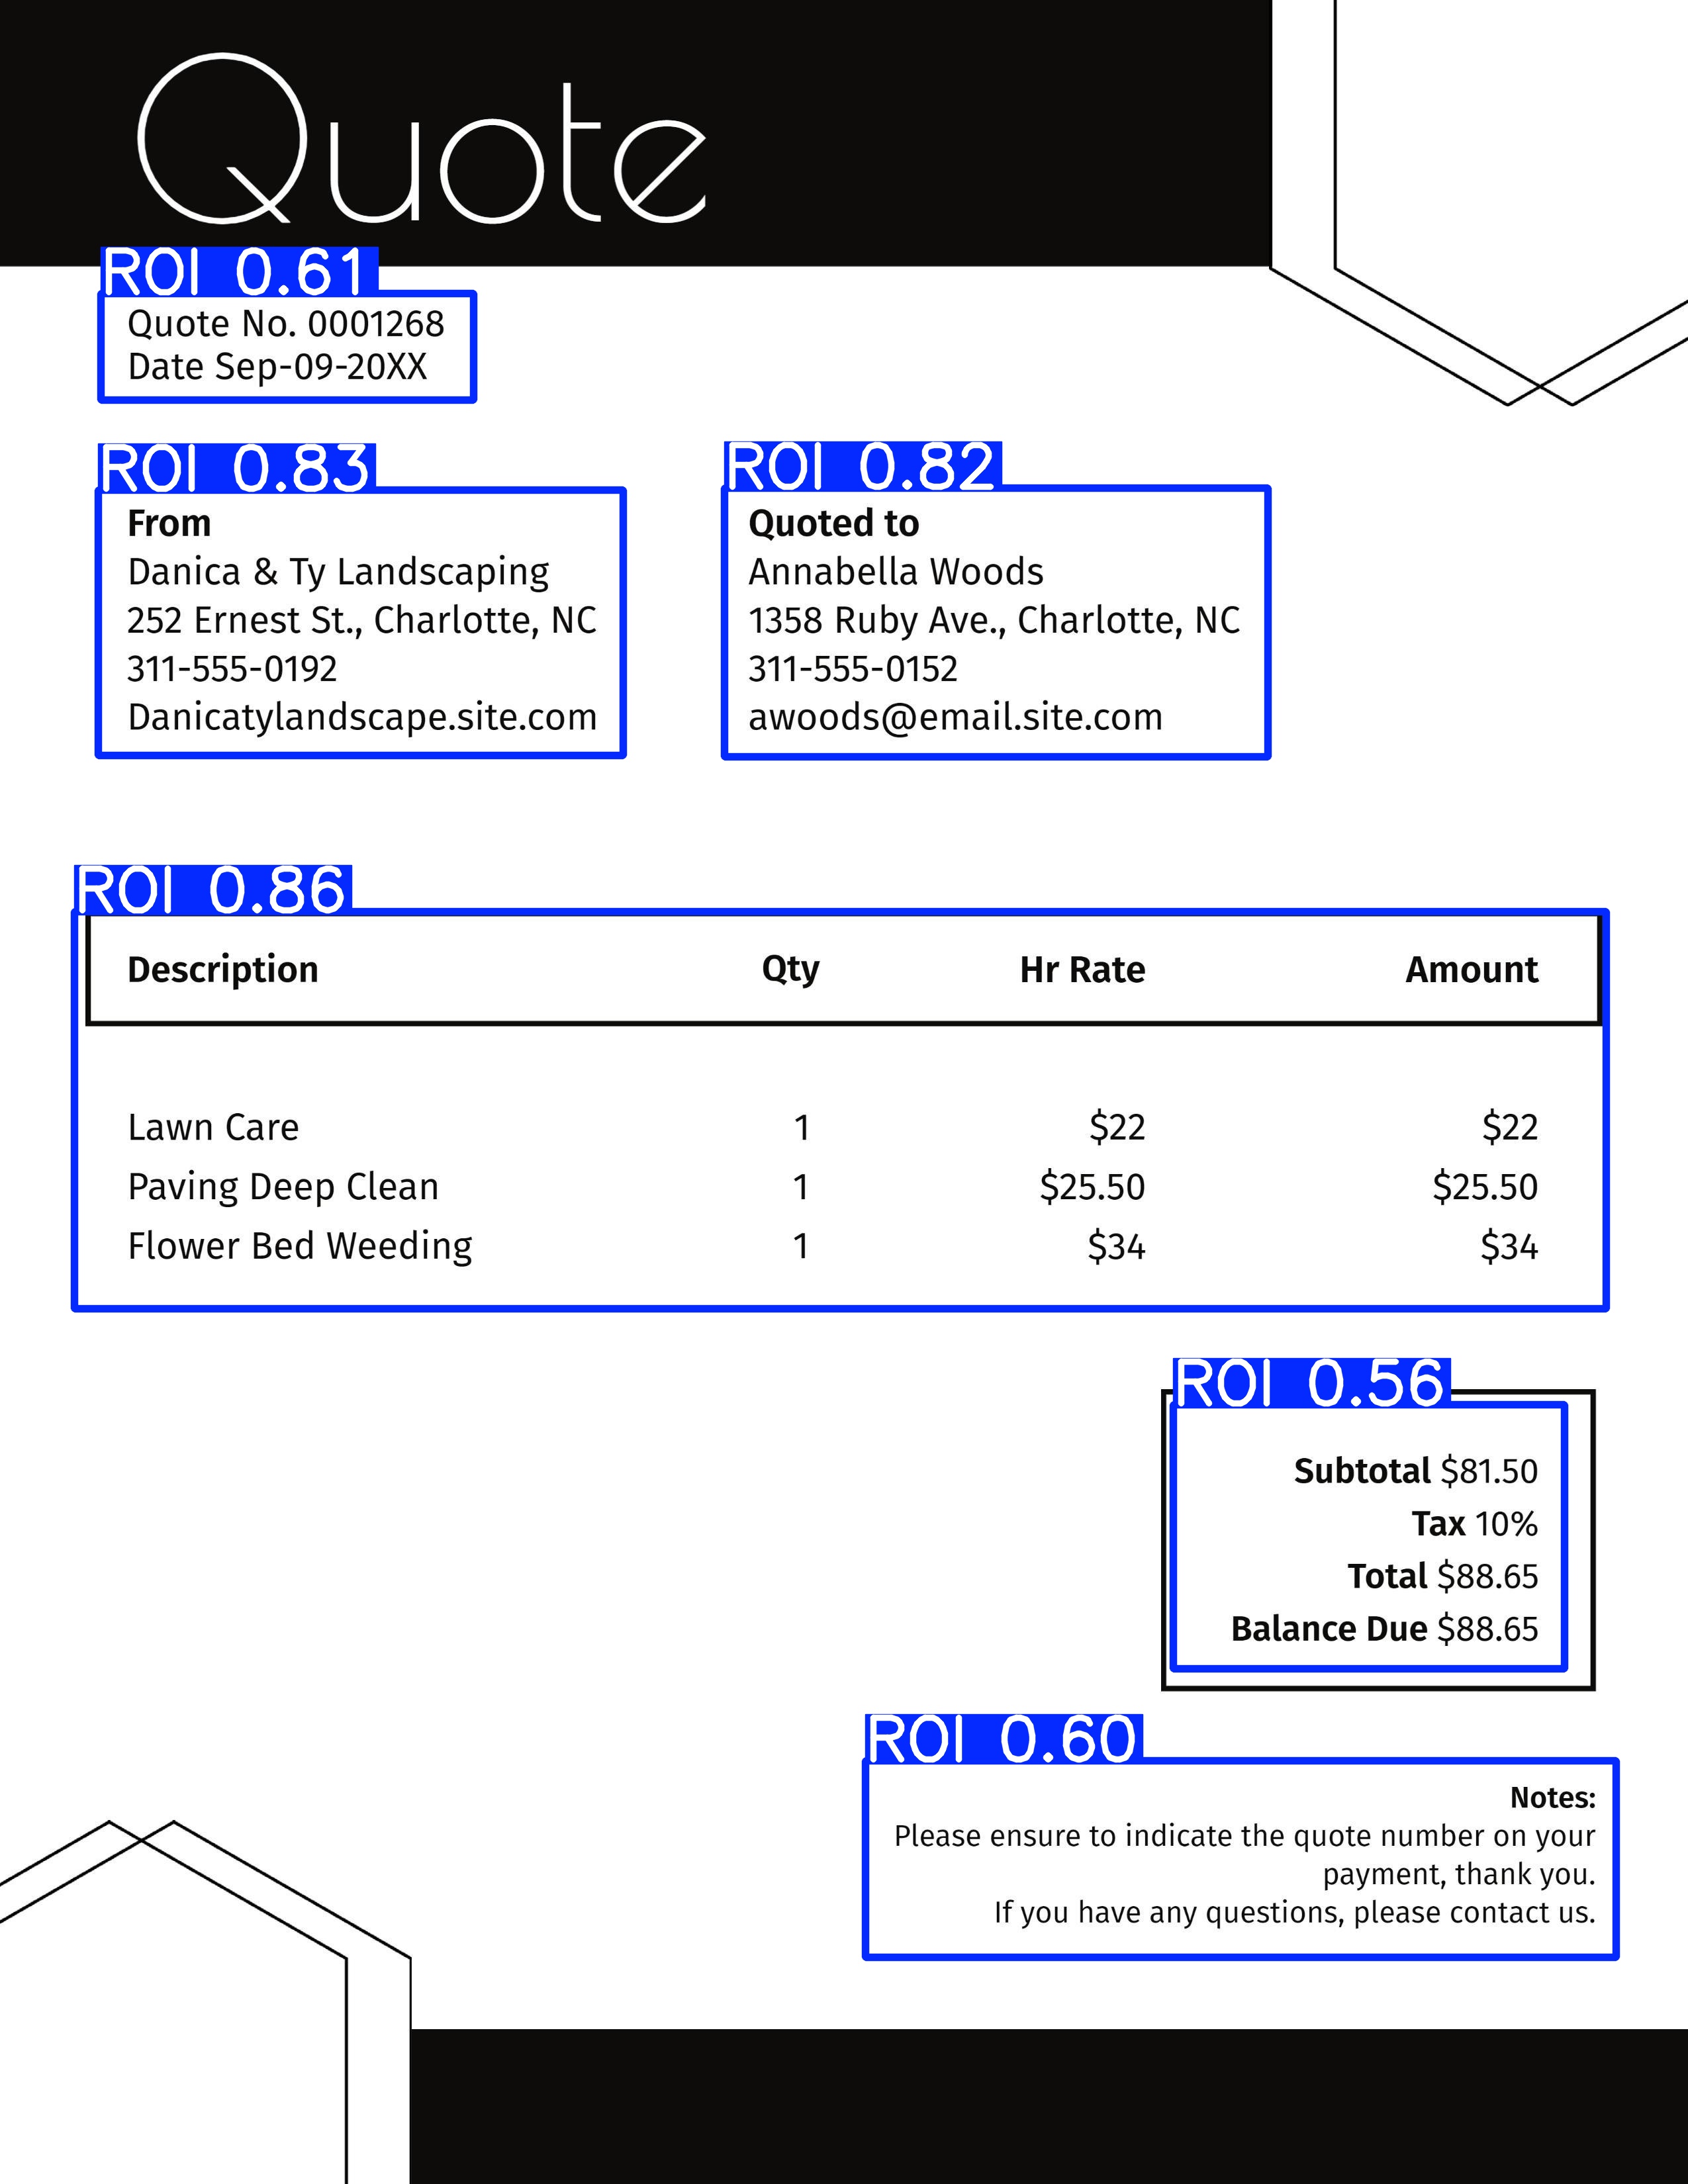 Quote
ROI 0.61
Quote No. 0001268
Date Sep-09-20XX
ROI 0.83
From
Danica & Ty Landscaping
252 Ernest St., Charlotte, NC
311-555-0192
Danicatylandscape.site.com
ROI 0.82
Quoted to
Annabella Woods
1358 Ruby Ave., Charlotte, NC
311-555-0152
awoods@email.site.com
ROI 0.86
Description Qty Hr Rate Amount
Lawn Care 1 $22 $22
Paving Deep Clean 1 $25.50 $25.50
Flower Bed Weeding 1 $34 $34
ROI 0.56
Subtotal $81.50
Tax 10%
Total $88.65
Balance Due $88.65
ROI 0.60
Notes:
Please ensure to indicate the quote number on your
payment, thank you.
If you have any questions, please contact us.